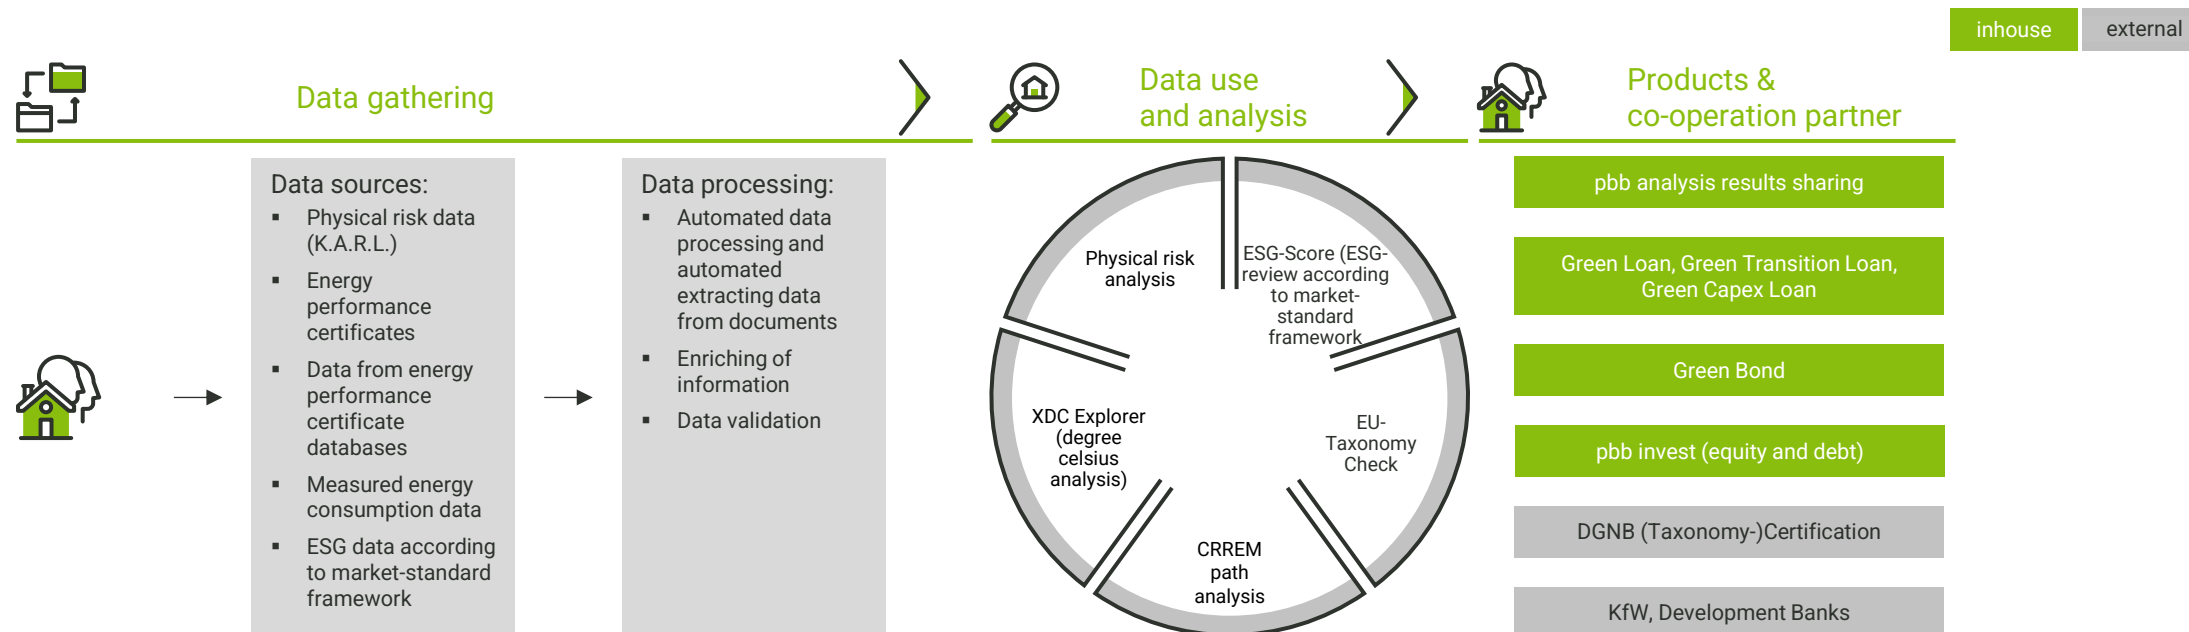 inhouse
external
Data gathering
Data use
and analysis
Products &
co-operation partner
Data sources:
▪ Physical risk data
(K.A.R.L.)
▪ Energy
performance
certificates
▪ Data from energy
performance
certificate
databases
▪ Measured energy
consumption data
▪ ESG data according
to market-standard
framework
Data processing:
▪ Automated data
processing and
automated
extracting data
from documents
▪ Enriching of
information
▪ Data validation
Physical risk
analysis
ESG-Score (ESG-
review according
to market-
standard
framework
XDC Explorer
(degree
celsius
analysis)
EU-
Taxonomy
Check
CRREM
path
analysis
pbb analysis results sharing
Green Loan, Green Transition Loan,
Green Capex Loan
Green Bond
pbb invest (equity and debt)
DGNB (Taxonomy-)Certification
KfW, Development Banks